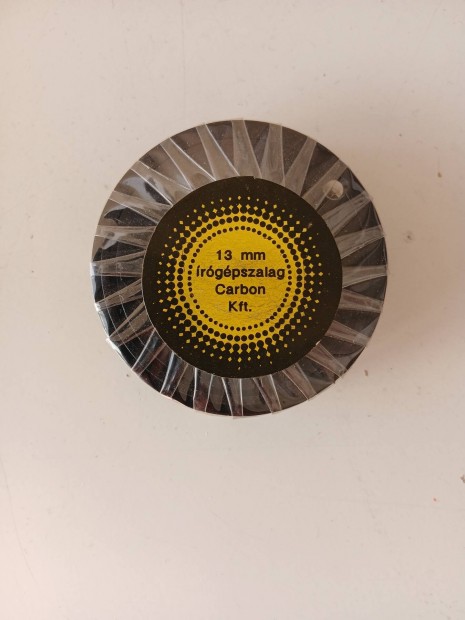 13 mm
írógépszalag
Carbon
Kft.